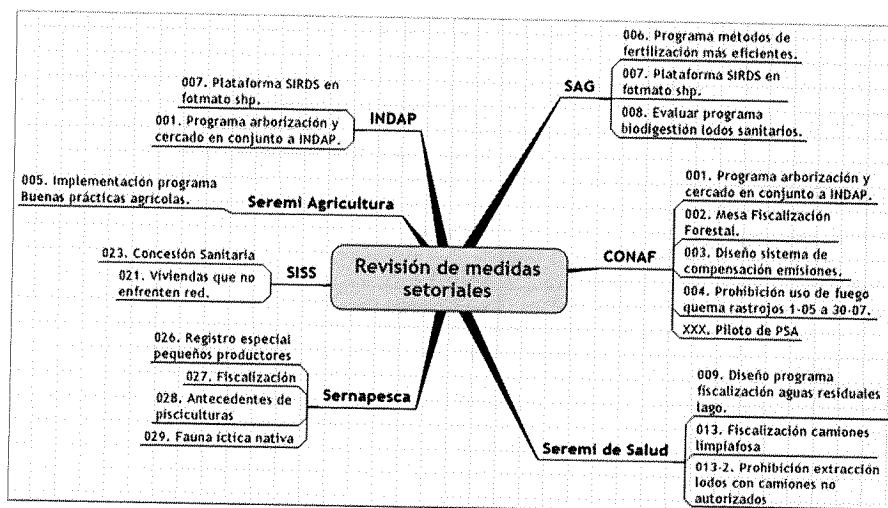 007. Plataforma SIRDS en
fotmato shp.
001. Programa arborización y
cercado en conjunto a INDAP.
INDAP
005. Implementación programa
Buenas prácticas agrícolas.
Seremi Agricultura
023. Concesión Sanitaria
021. Viviendas que no
enfrenten red.
SISS
026. Registro especial
pequeños productores
027. Fiscalización
028. Antecedentes de
pisciculturas
029. Fauna íctica nativa
Sernapesca
Revisión de medidas
setoriales
SAG
006. Programa métodos de
fertilización más eficientes.
007. Plataforma SIRDS en
fotmato shp.
008. Evaluar programa
biodigestión lodos sanitarios.
CONAF
001. Programa arborización y
cercado en conjunto a INDAP.
002. Mesa Fiscalización
Forestal.
003. Diseño sistema de
compensación emisiones.
004. Prohibición uso de fuego
quema rastrojos 1-05 a 30-07.
XXX. Piloto de PSA
Seremi de Salud
009. Diseño programa
fiscalización aguas residuales
lago.
013. Fiscalización camiones
limpiafosa
013-2. Prohibición extracción
lodos con camiones no
autorizados